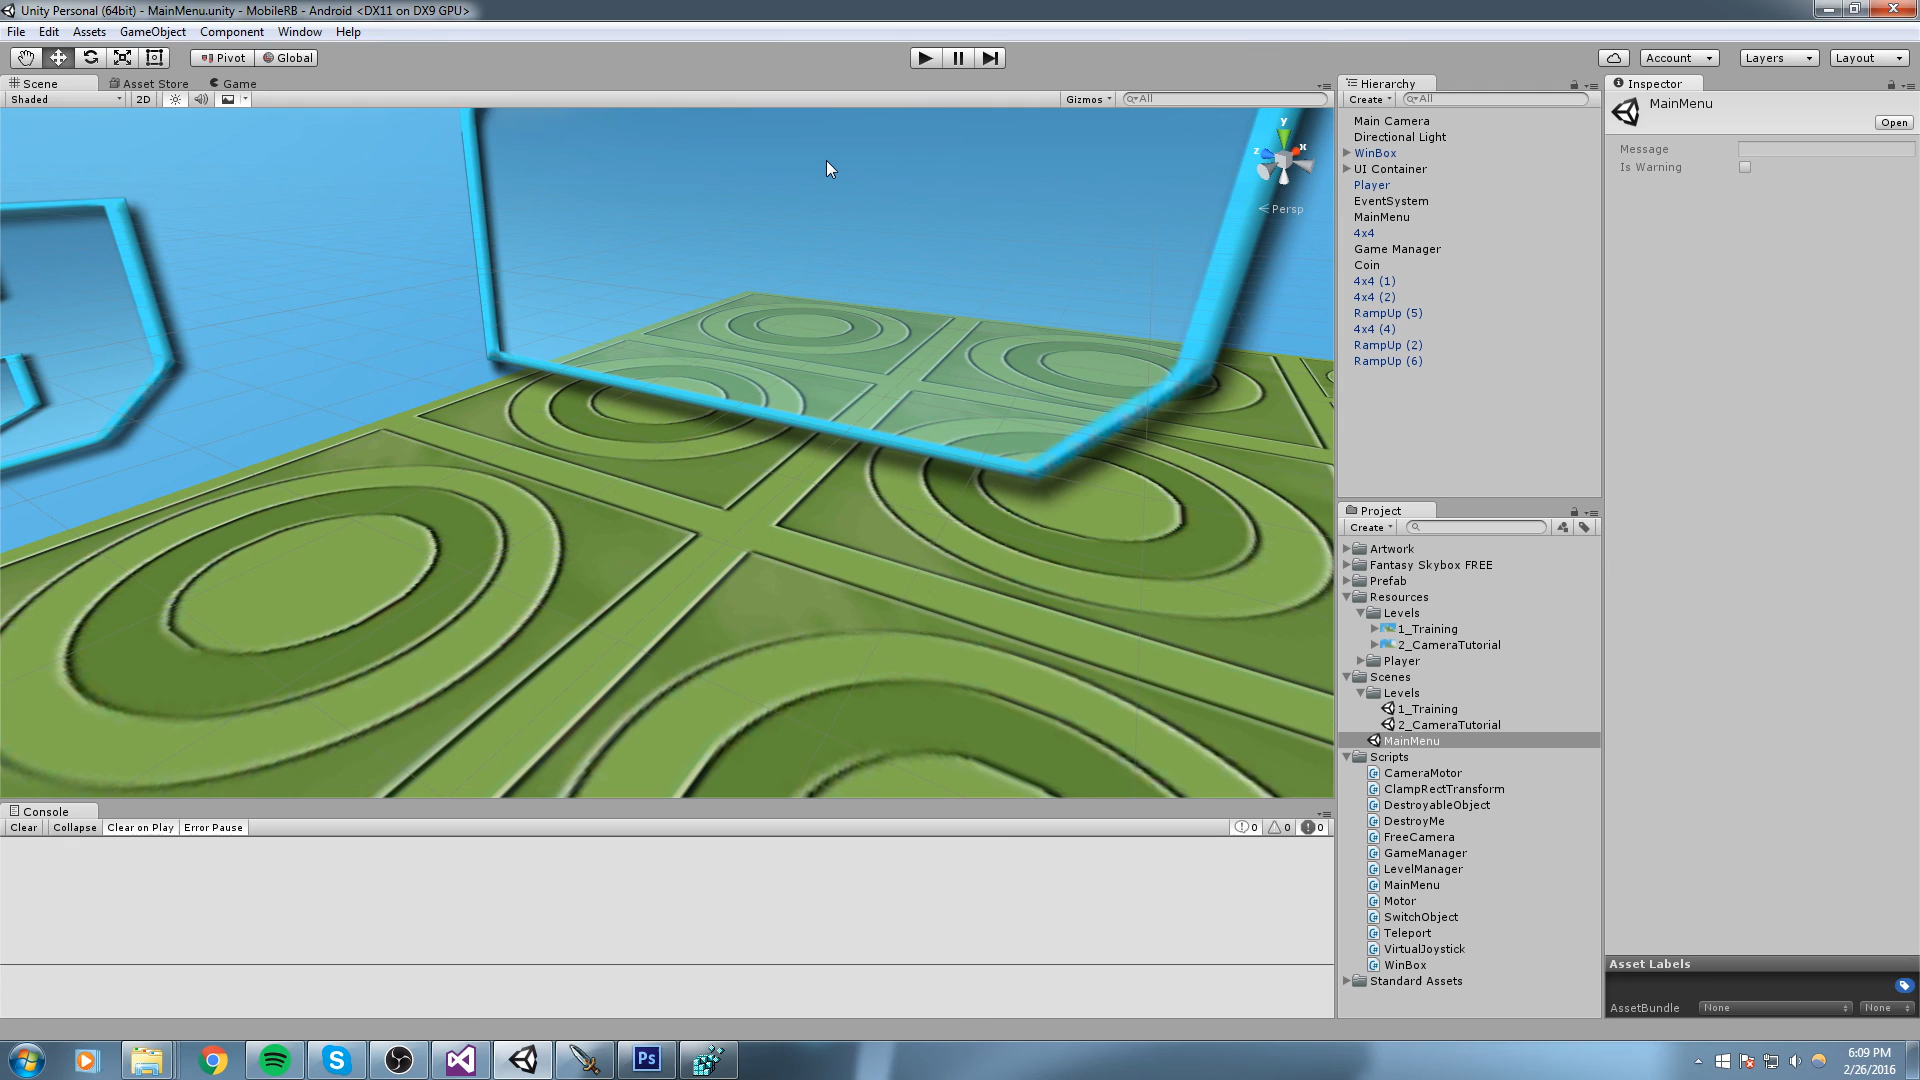 Unity Personal (64bit) - MainMenu.unity - MobileRB - Android <DX11 on DX9 GPU>
File Edit Assets GameObject Component Window Help
Pivot Global Account Layers Layout
Scene Asset Store Game
Shaded 2D Gizmos All
y
x
z
Persp
Hierarchy
Create All
Main Camera
Directional Light
WinBox
UI Container
Player
EventSystem
MainMenu
4x4
Game Manager
Coin
4x4 (1)
4x4 (2)
RampUp (5)
4x4 (4)
RampUp (2)
RampUp (6)
Inspector
MainMenu
Open
Message
Is Warning
Project
Create
Artwork
Fantasy Skybox FREE
Prefab
Resources
Levels
1_Training
2_CameraTutorial
Player
Scenes
Levels
1_Training
2_CameraTutorial
MainMenu
Scripts
CameraMotor
ClampRectTransform
DestroyableObject
DestroyMe
FreeCamera
GameManager
LevelManager
MainMenu
Motor
SwitchObject
Teleport
VirtualJoystick
WinBox
Standard Assets
Console
Clear Collapse Clear on Play Error Pause 0 0 0
Asset Labels
AssetBundle None None
Ps
6:09 PM
2/26/2016